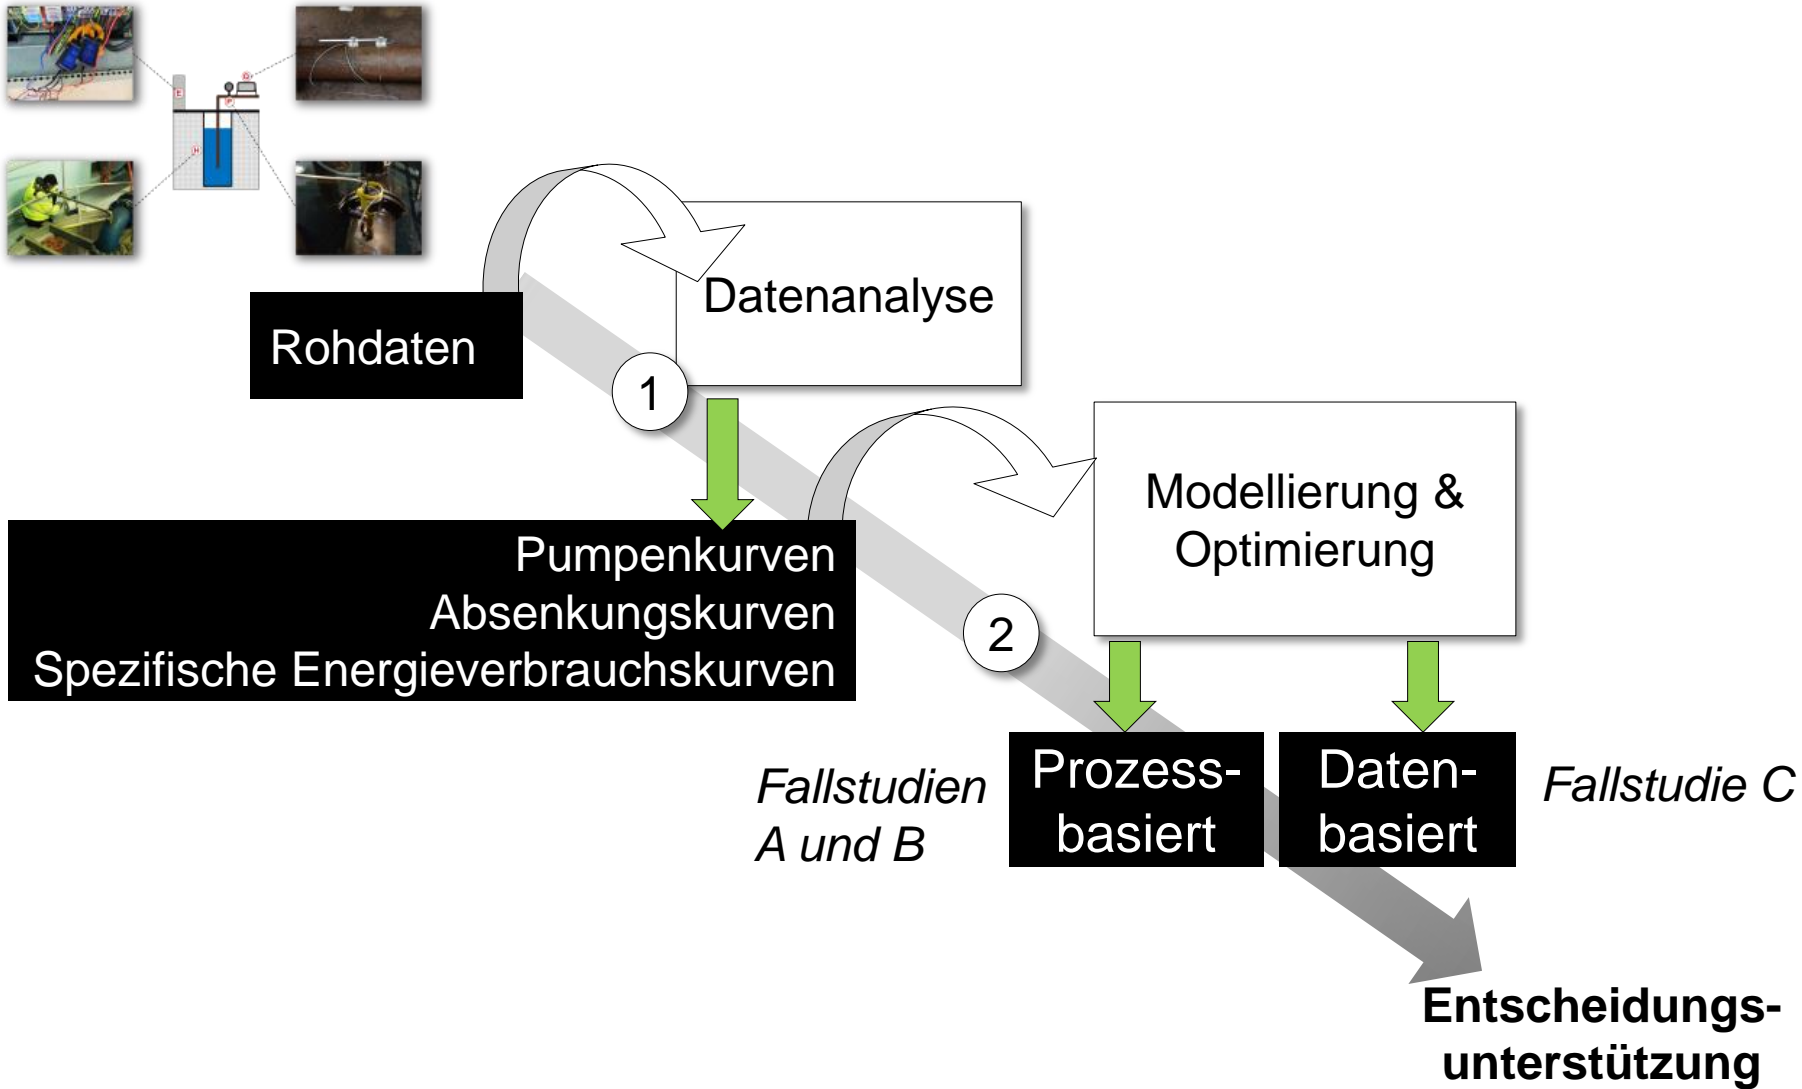 E
Q
P
H
Rohdaten
Datenanalyse
1
Pumpenkurven
Absenkungskurven
Spezifische Energieverbrauchskurven
Modellierung &
Optimierung
2
Fallstudien
A und B
Prozess-
basiert
Daten-
basiert
Fallstudie C
Entscheidungs-
unterstützung